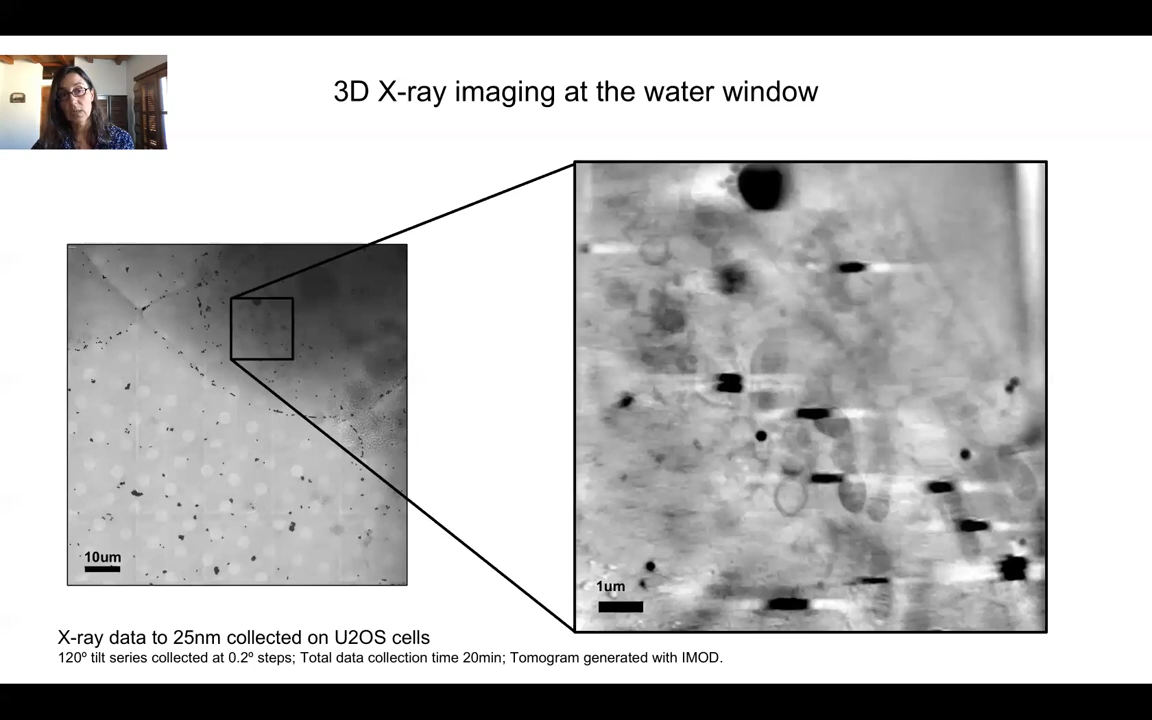 3D X-ray imaging at the water window
10um
1um
X-ray data to 25nm collected on U2OS cells
120º tilt series collected at 0.2º steps; Total data collection time 20min; Tomogram generated with IMOD.